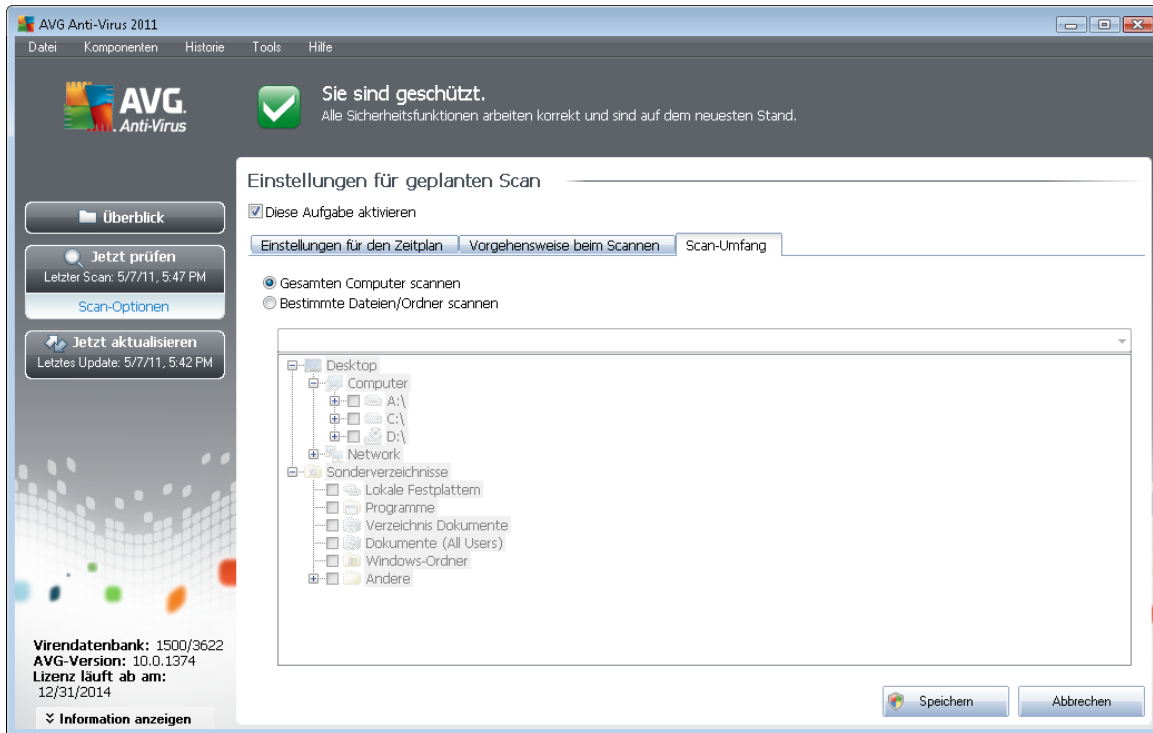 AVG Anti-Virus 2011
Datei Komponenten Historie Tools Hilfe
AVG.
Anti-Virus
Sie sind geschützt.
Alle Sicherheitsfunktionen arbeiten korrekt und sind auf dem neuesten Stand.
Überblick
Jetzt prüfen
Letzter Scan: 5/7/11, 5:47 PM
Scan-Optionen
Jetzt aktualisieren
Letztes Update: 5/7/11, 5:42 PM
Virendatenbank: 1500/3622
AVG-Version: 10.0.1374
Lizenz läuft ab am:
12/31/2014
Information anzeigen
Einstellungen für geplanten Scan
Diese Aufgabe aktivieren
Einstellungen für den Zeitplan Vorgehensweise beim Scannen Scan-Umfang
Gesamten Computer scannen
Bestimmte Dateien/Ordner scannen
Desktop
Computer
A:\
C:\
D:\
Network
Sonderverzeichnisse
Lokale Festplattem
Programme
Verzeichnis Dokumente
Dokumente (All Users)
Windows-Ordner
Andere
Speichern Abbrechen